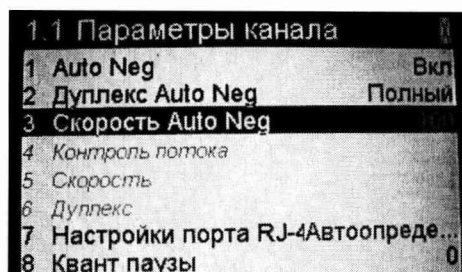 1.1 Параметры канала
1 Auto Neg Вкл
2 Дуплекс Auto Neg Полный
3 Скорость Auto Neg
4 Контроль потока
5 Скорость
6 Дуплекс
7 Настройки порта RJ-4Автоопреде...
8 Квант паузы 0